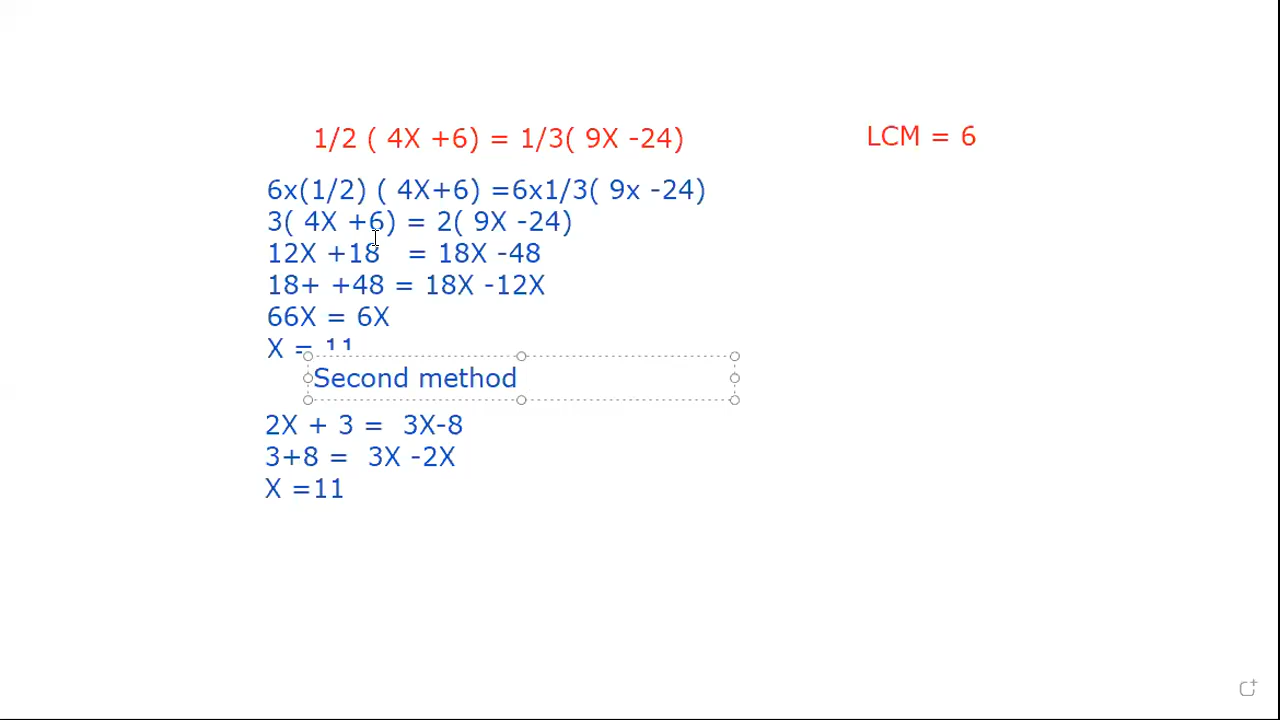 1/2 ( 4X +6) = 1/3( 9X -24)
LCM = 6
6x(1/2) ( 4X+6) =6x1/3( 9x -24)
3( 4X +6) = 2( 9X -24)
12X +18 = 18X -48
18+ +48 = 18X -12X
66X = 6X
X = 11
Second method
2X + 3 = 3X-8
3+8 = 3X -2X
X =11